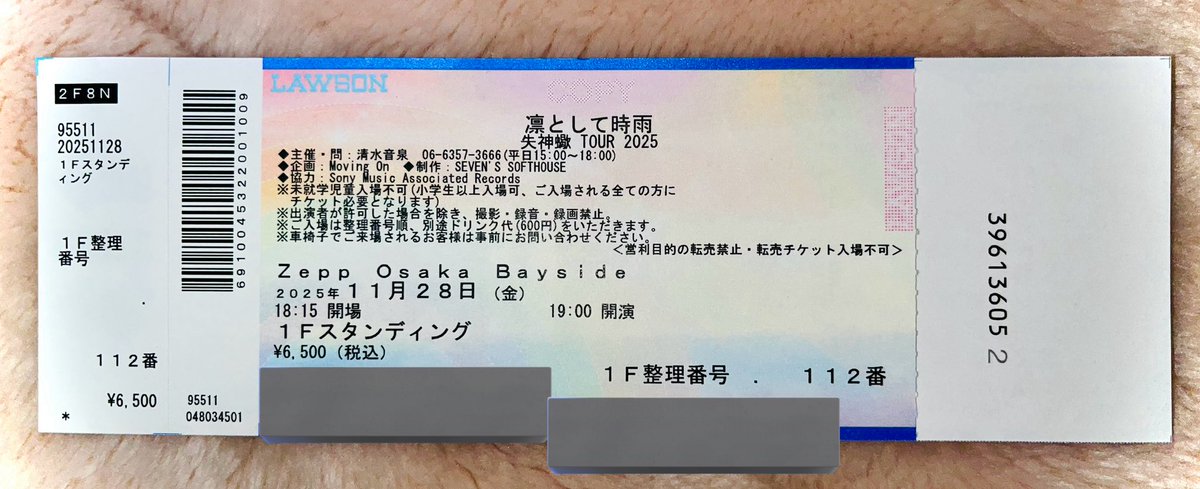 2F8N
95511
20251128
1Fスタンディ
ング
1F整理
番号
.
112番
¥6,500
*
6910045322001009
95511
048034501
LAWSON
COPY
凛として時雨
失神蠍 TOUR 2025
◆主催・問：清水音泉 06-6357-3666(平日15:00～18:00)
◆企画：Moving On ◆制作：SEVEN'S SOFTHOUSE
◆協力：Sony Music Associated Records
※未就学児童入場不可(小学生以上入場可、ご入場される全ての方に
チケット必要となります)
※出演者が許可した場合を除き、撮影・録音・録画禁止。
※ご入場は整理番号順、別途ドリンク代(600円)をいただきます。
※車椅子でご来場されるお客様は事前にお問い合わせください。
＜営利目的の転売禁止・転売チケット入場不可＞
Zepp Osaka Bayside
2025年11月28日（金）
18:15 開場 19:00 開演
1Fスタンディング
¥6,500（税込）
1F整理番号 . 112番
39613605 2